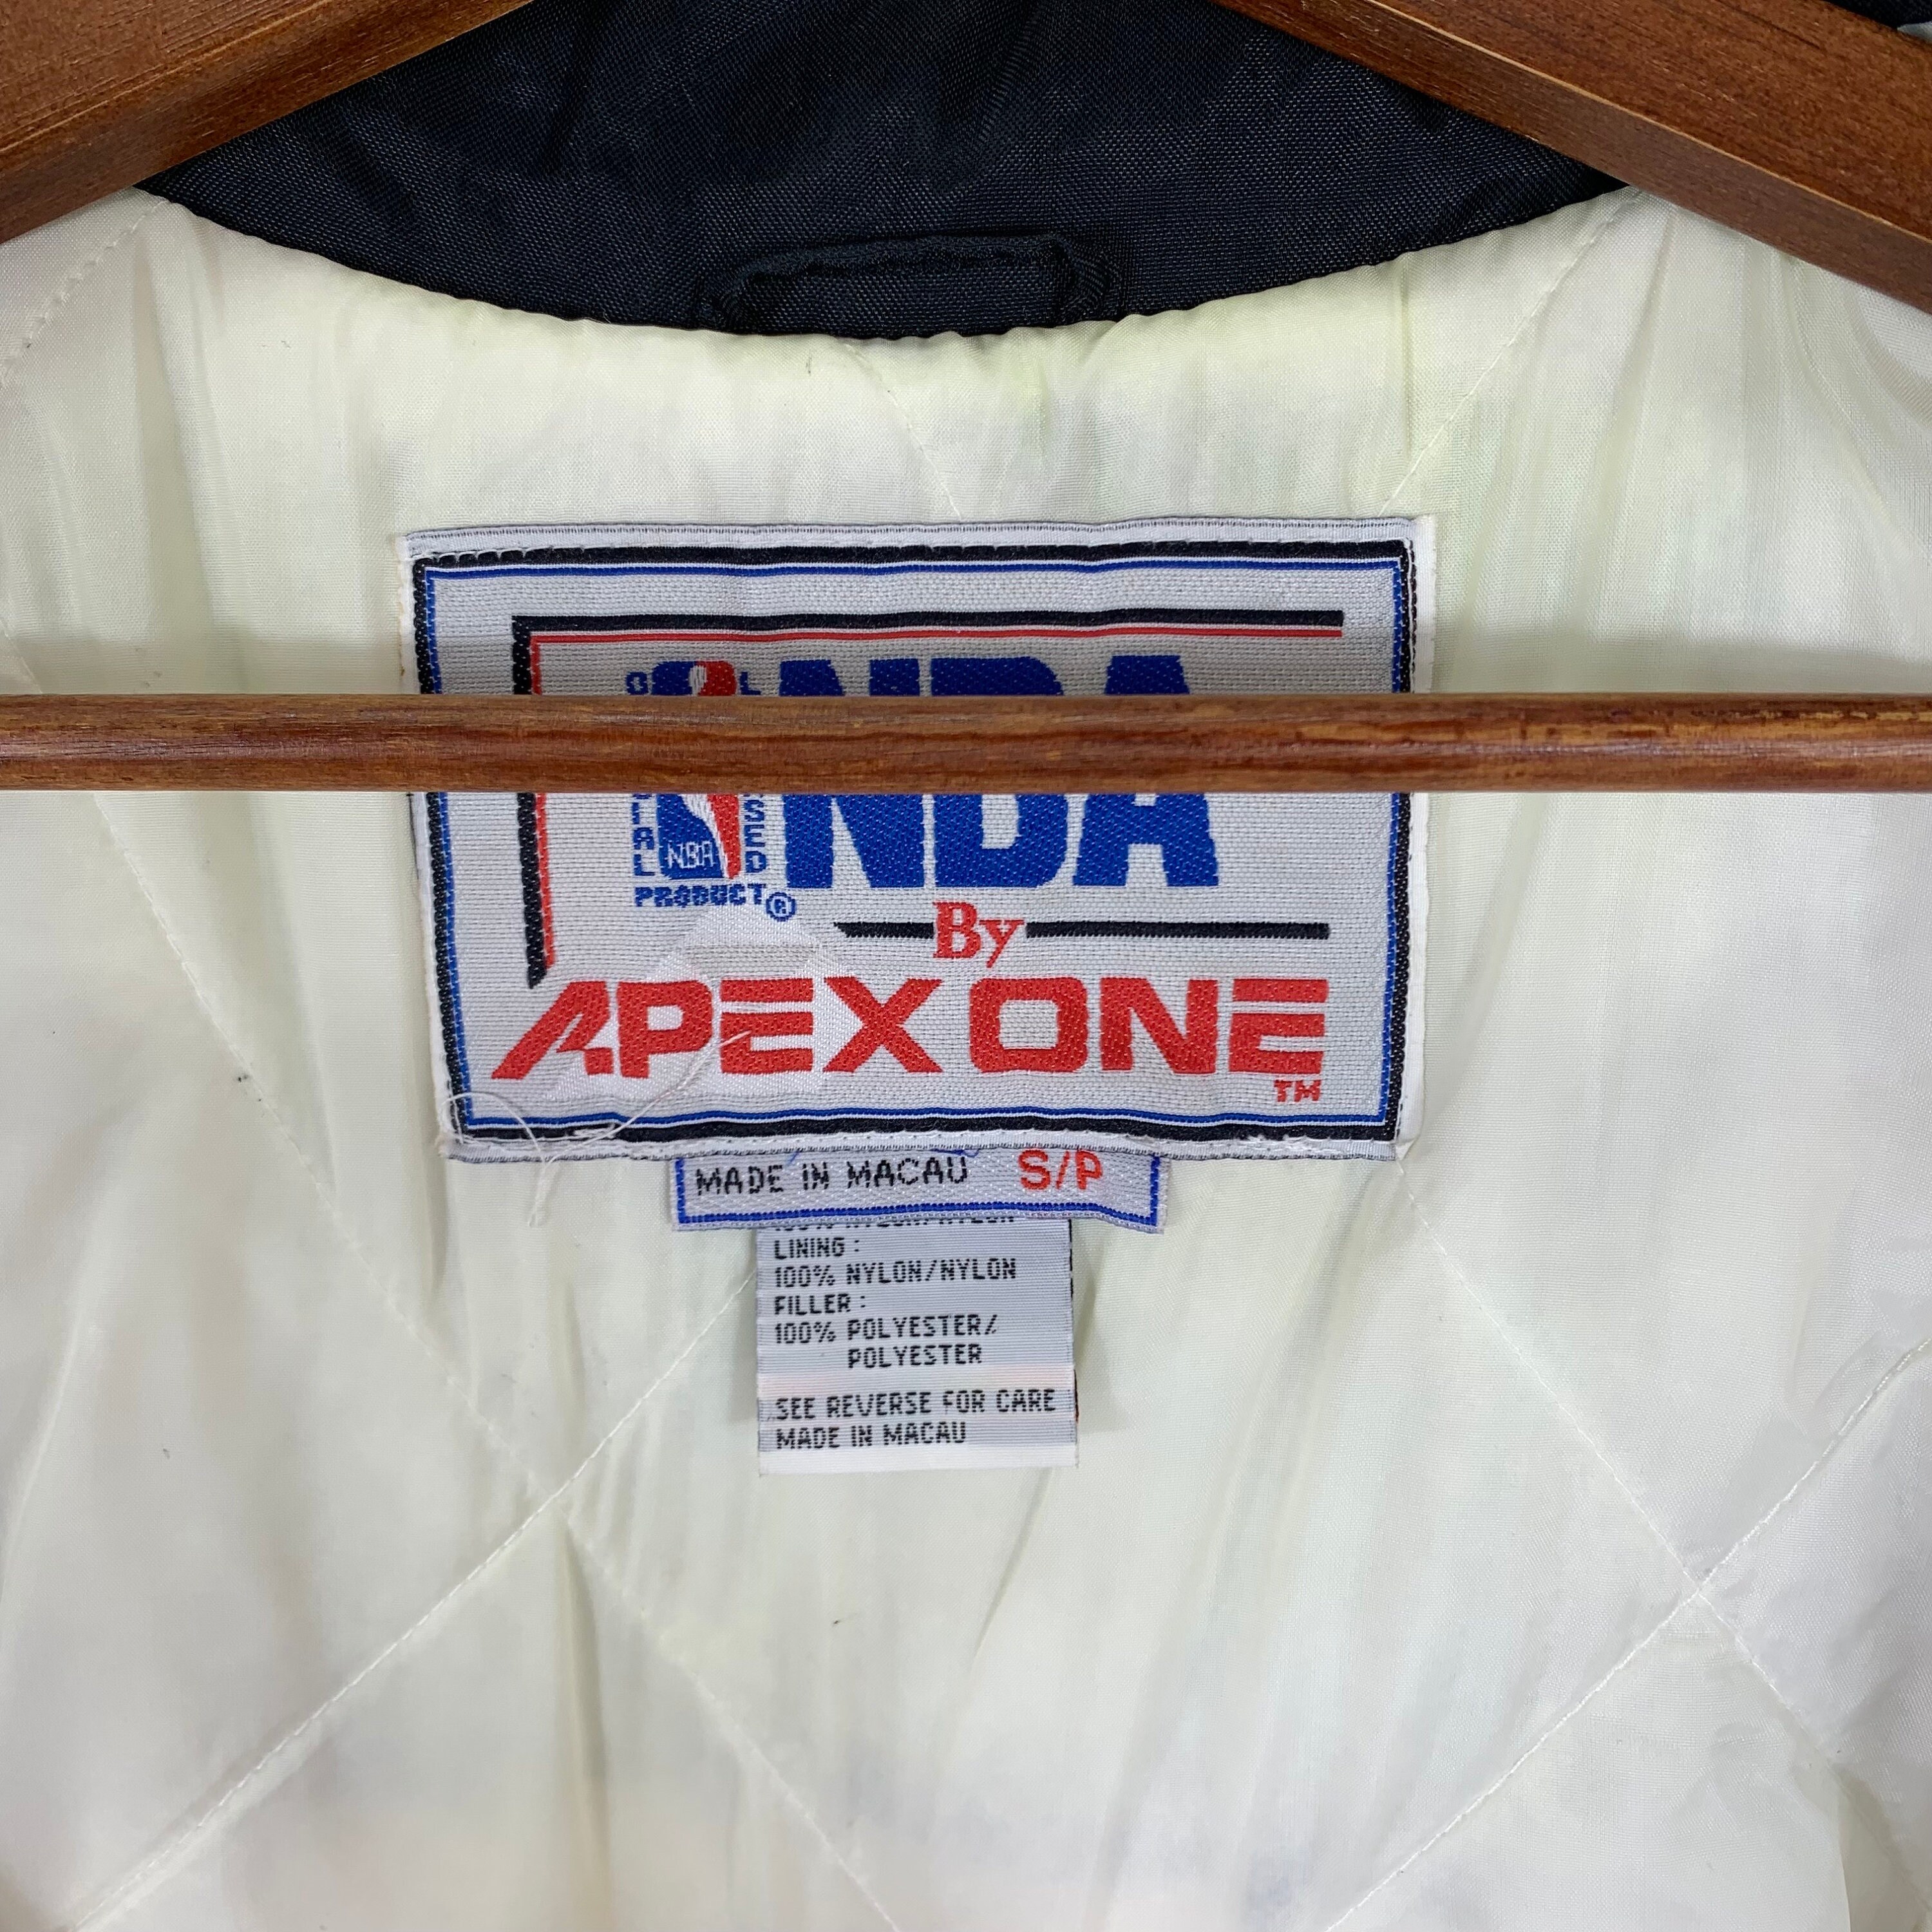 NBA
NBA
PRODUCT®
By
APEX ONE
TM
MADE IN MACAU S/P
LINING :
100% NYLON/NYLON
FILLER :
100% POLYESTER/
POLYESTER
SEE REVERSE FOR CARE
MADE IN MACAU